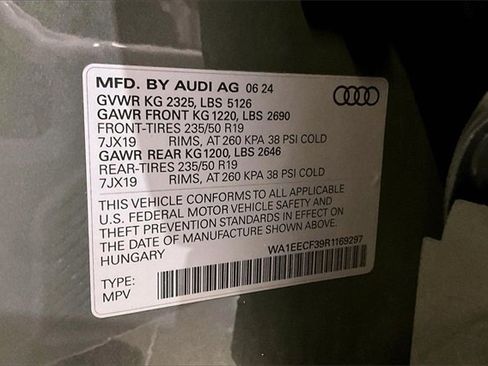 MFD. BY AUDI AG 06 24
GVWR KG 2325, LBS 5126
GAWR FRONT KG 1220, LBS 2690
FRONT-TIRES 235/50 R19
7JX19 RIMS, AT 260 KPA 38 PSI COLD
GAWR REAR KG1200, LBS 2646
REAR-TIRES 235/50 R19
7JX19 RIMS, AT 260 KPA 38 PSI COLD
THIS VEHICLE CONFORMS TO ALL APPLICABLE
U.S. FEDERAL MOTOR VEHICLE SAFETY AND
THEFT PREVENTION STANDARDS IN EFFECT ON
THE DATE OF MANUFACTURE SHOWN ABOVE.
HUNGARY WA1EECF39R1169297
TYPE:
MPV